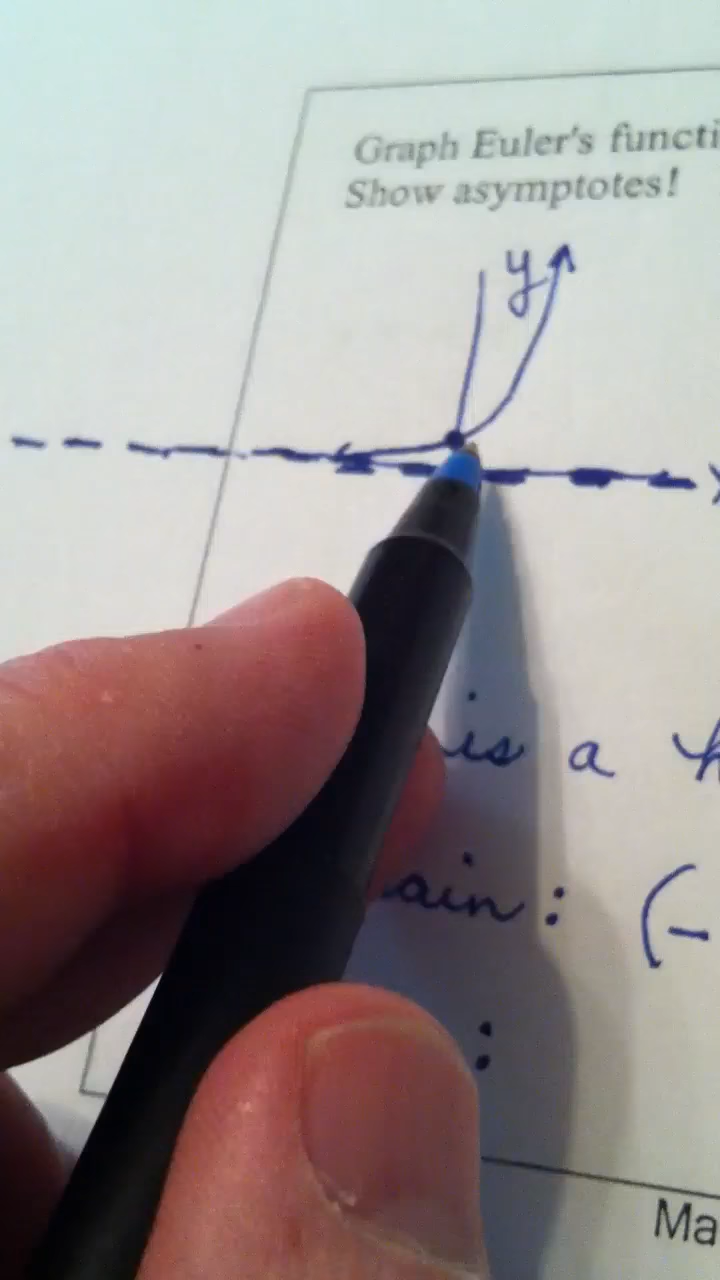 Graph Euler's functi
Show asymptotes!
y
x
is a h
ain: (-
:
Ma